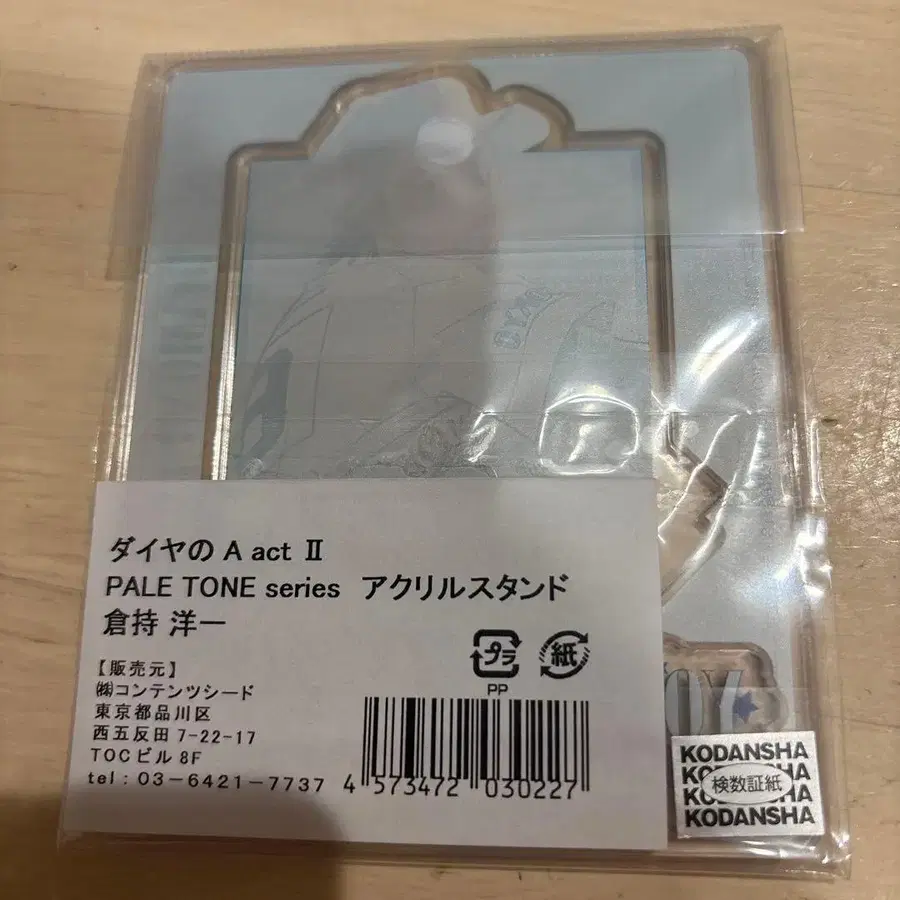 ダイヤの A act Ⅱ
PALE TONE series アクリルスタンド
倉持 洋一
【販売元】
㈱コンテンツシード
東京都品川区
西五反田 7-22-17
TOCビル 8F
tel：03-6421-7737
プラ
PP
紙
4 573472 030227
KODANSHA
KODANSHA
KODANSHA
KODANSHA
検数証紙